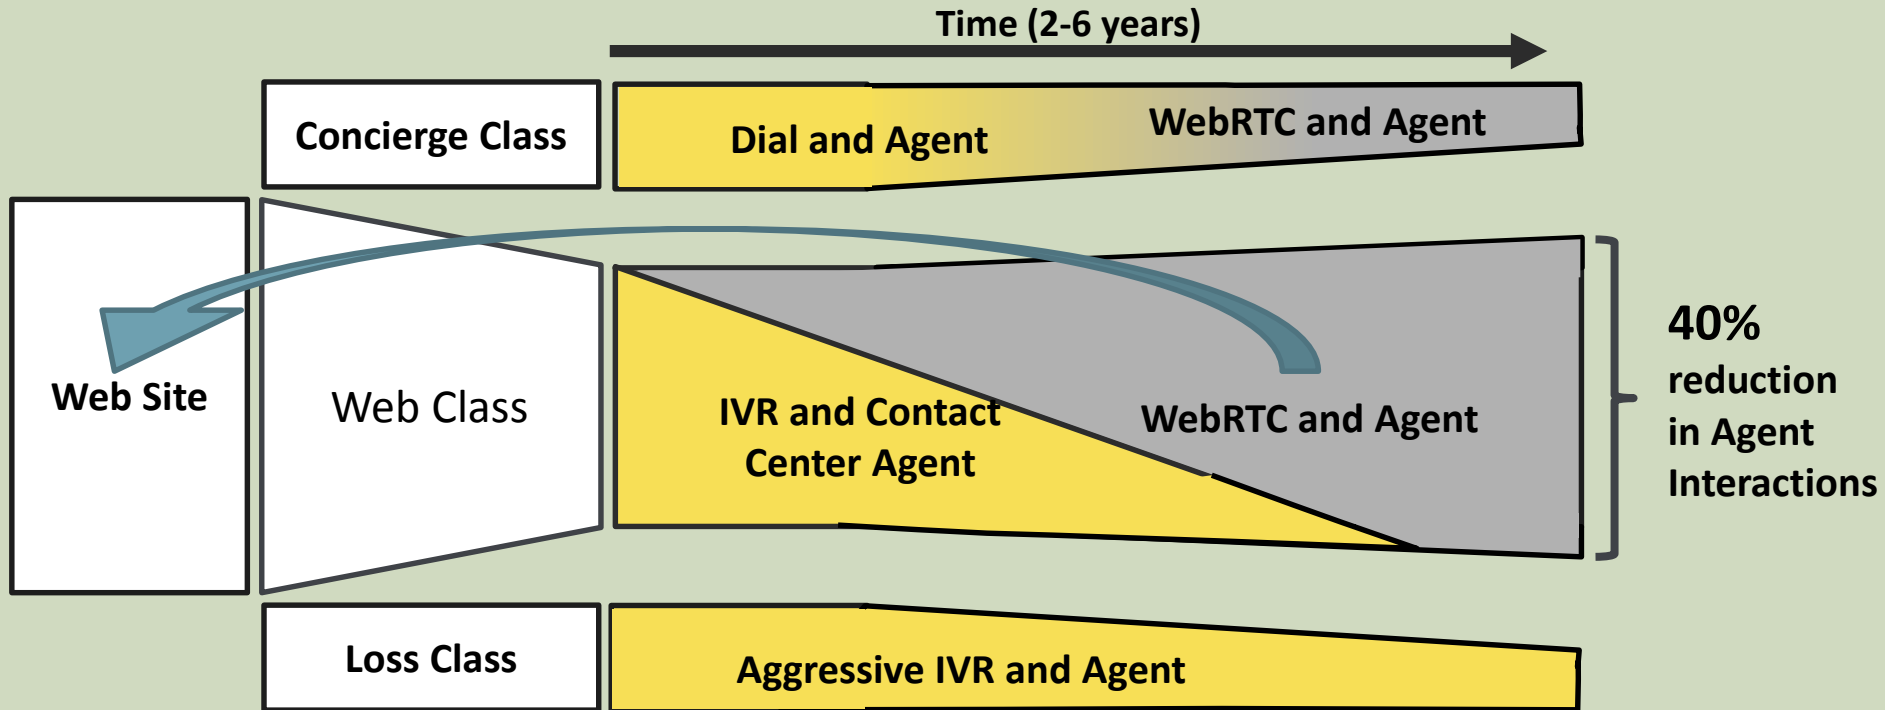 Time (2-6 years)
Concierge Class
Dial and Agent
WebRTC and Agent
Web Site
Web Class
IVR and Contact
Center Agent
WebRTC and Agent
40%
reduction
in Agent
Interactions
Loss Class
Aggressive IVR and Agent